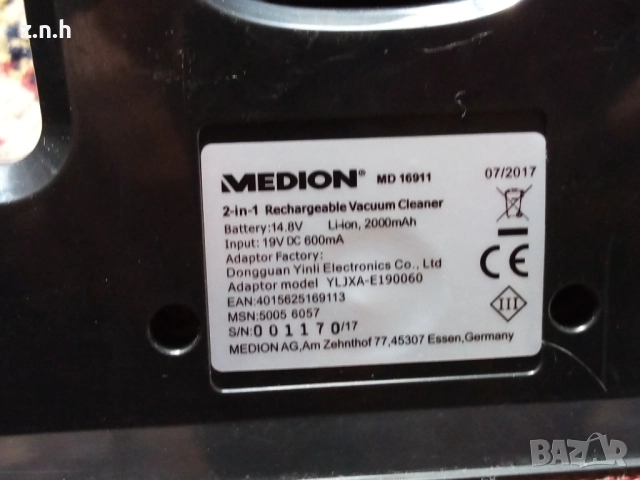 z.n.h
MEDION® MD 16911 07/2017
2-in-1 Rechargeable Vacuum Cleaner
Battery:14.8V Li-ion, 2000mAh
Input: 19V DC 600mA
Adaptor Factory:
Dongguan Yinli Electronics Co., Ltd
Adaptor model YLJXA-E190060
EAN:4015625169113
MSN:5005 6057
S/N:001170/17
MEDION AG,Am Zehnthof 77,45307 Essen,Germany
CE
III
BAZAR